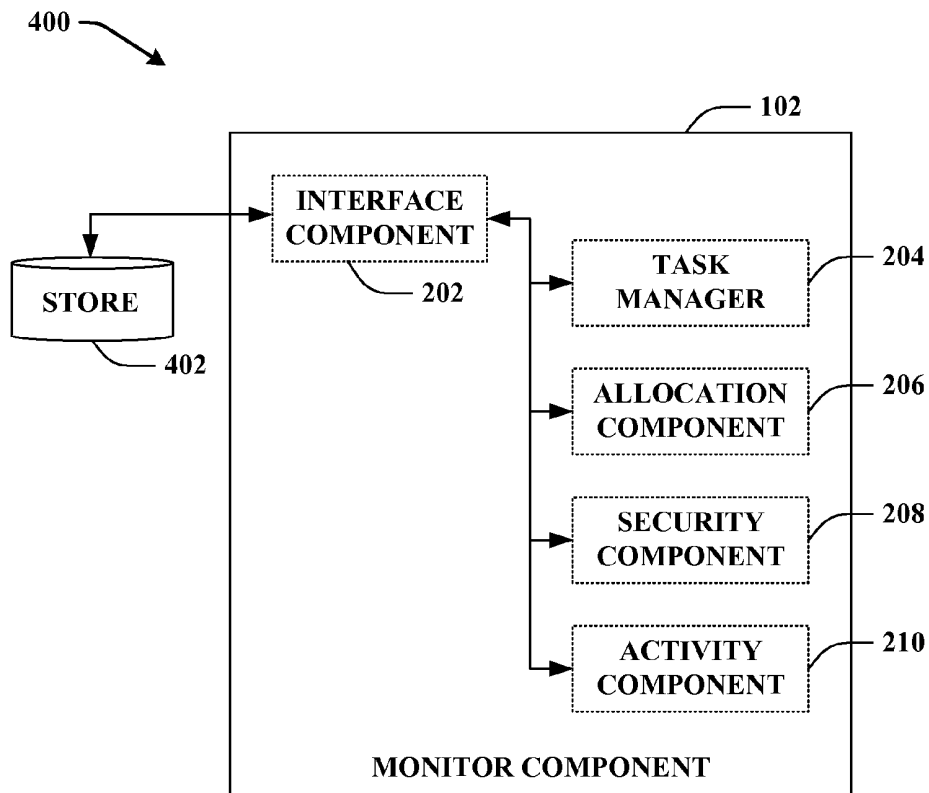 400
102
INTERFACE
COMPONENT
202
STORE
402
TASK
MANAGER
204
ALLOCATION
COMPONENT
206
SECURITY
COMPONENT
208
ACTIVITY
COMPONENT
210
MONITOR COMPONENT